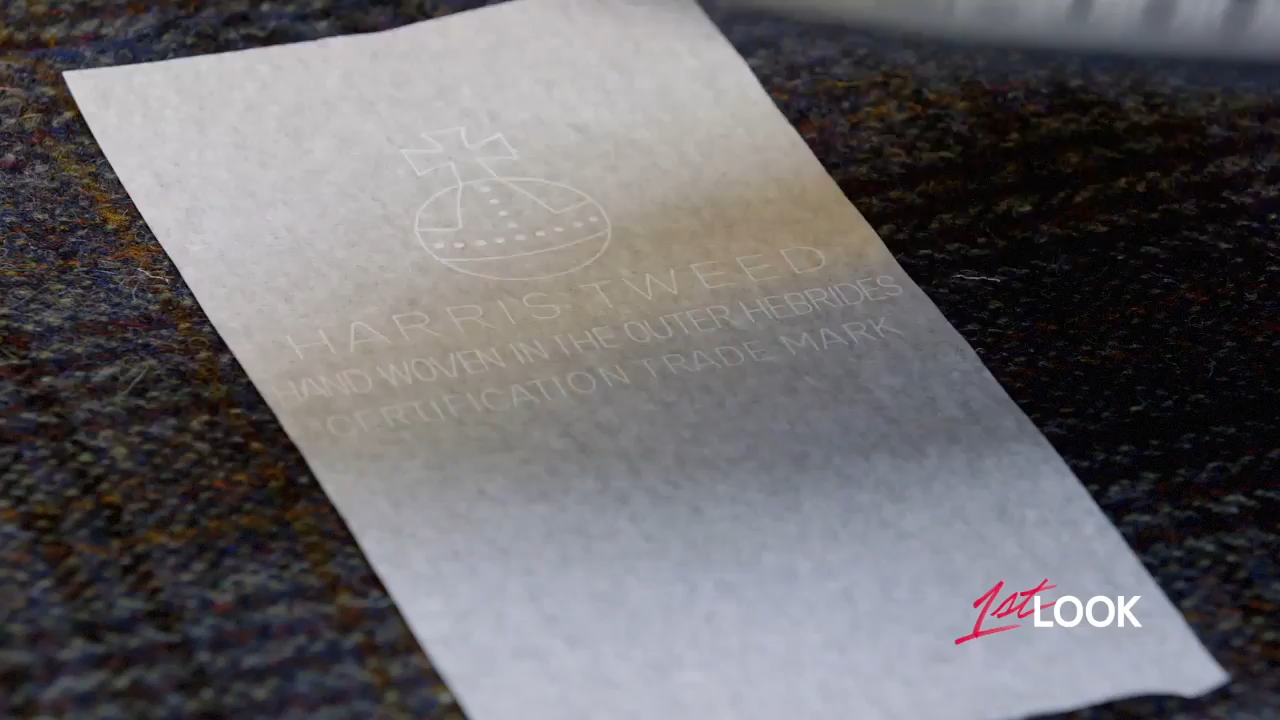 HARRIS TWEED
HAND WOVEN IN THE OUTER HEBRIDES
CERTIFICATION TRADE MARK
1st LOOK